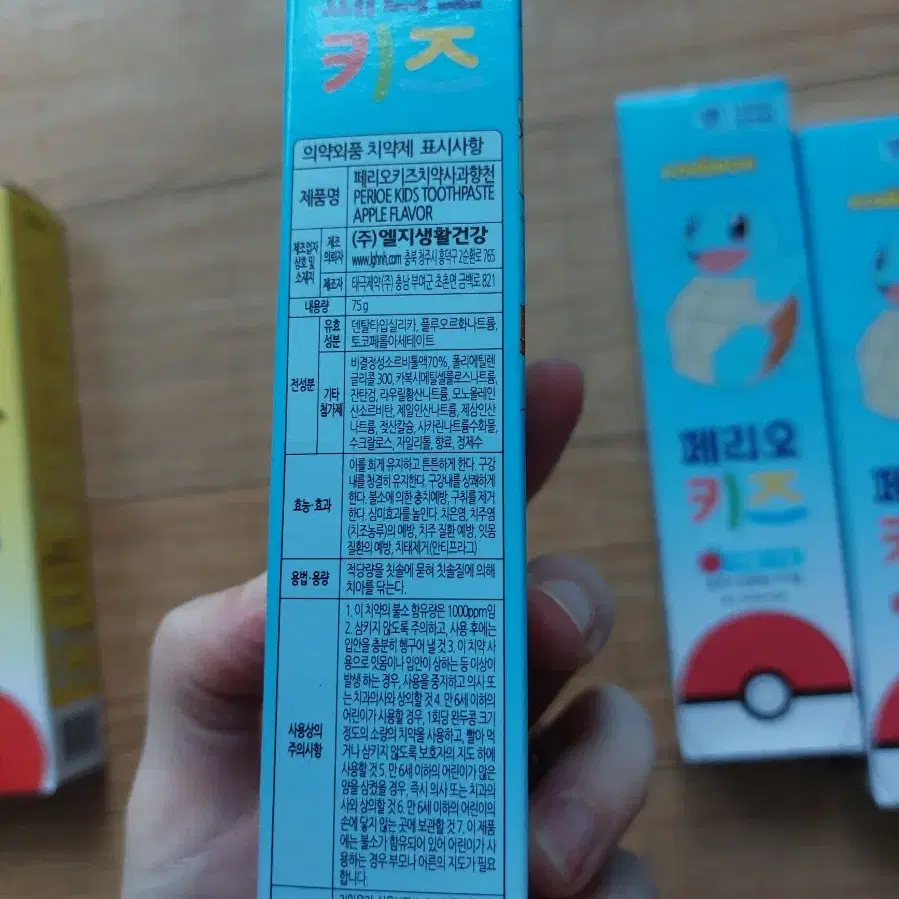 페리오
키즈
의약외품 치약제 표시사항
제품명
페리오키즈치약사과향전
PERIOE KIDS TOOTHPASTE
APPLE FLAVOR
제조업자
상호 및
소재지
제조
의뢰자
(주)엘지생활건강
www.lghnh.com 충북 청주시 흥덕구 2순환로 765
제조자
태극제약(주) 충남 부여군 초촌면 금백로 821
내용량
75g
전성분
유효
성분
덴탈타입실리카, 플루오르화나트륨,
토코페롤아세테이트
기타
첨가제
비결정성소르비톨액70%, 폴리에틸렌
글리콜 300, 카복시메틸셀룰로스나트륨,
잔탄검, 라우릴황산나트륨, 모노올레인
산소르비탄, 제일인산나트륨, 제삼인산
나트륨, 젖산칼슘, 사카린나트륨수화물,
수크랄로스, 자일리톨, 향료, 정제수
효능·효과
이를 희게 유지하고 튼튼하게 한다. 구강
내를 청결히 유지한다. 구강내를 상쾌하게
한다. 불소에 의한 충치예방, 구취를 제거
한다. 심미효과를 높인다. 치은염, 치주염
(치조농루)의 예방, 치주 질환 예방, 잇몸
질환의 예방, 치태제거(안티프라그)
용법·용량
적당량을 칫솔에 묻혀 칫솔질에 의해
치아를 닦는다.
사용상의
주의사항
1. 이 치약의 불소 함유량은 1000ppm임
2. 삼키지 않도록 주의하고, 사용 후에는
입안을 충분히 헹구어 낼 것 3. 이 치약 사
용으로 잇몸이나 입안이 상하는 등 이상이
발생 하는 경우, 사용을 중지하고 의사 또
는 치과의사와 상의할 것 4. 만 6세 이하의
어린이가 사용할 경우, 1회당 완두콩 크기
정도의 소량의 치약을 사용하고, 빨아 먹
거나 삼키지 않도록 보호자의 지도 하에
사용할 것 5. 만 6세 이하의 어린이가 많은
양을 삼켰을 경우, 즉시 의사 또는 치과의
사와 상의할 것 6. 만 6세 이하의 어린이의
손에 닿지 않는 곳에 보관할 것 7. 이 제품
에는 불소가 함유되어 있어 어린이가 사
용하는 경우 부모나 어른의 지도가 필요
합니다.
페리오
키즈